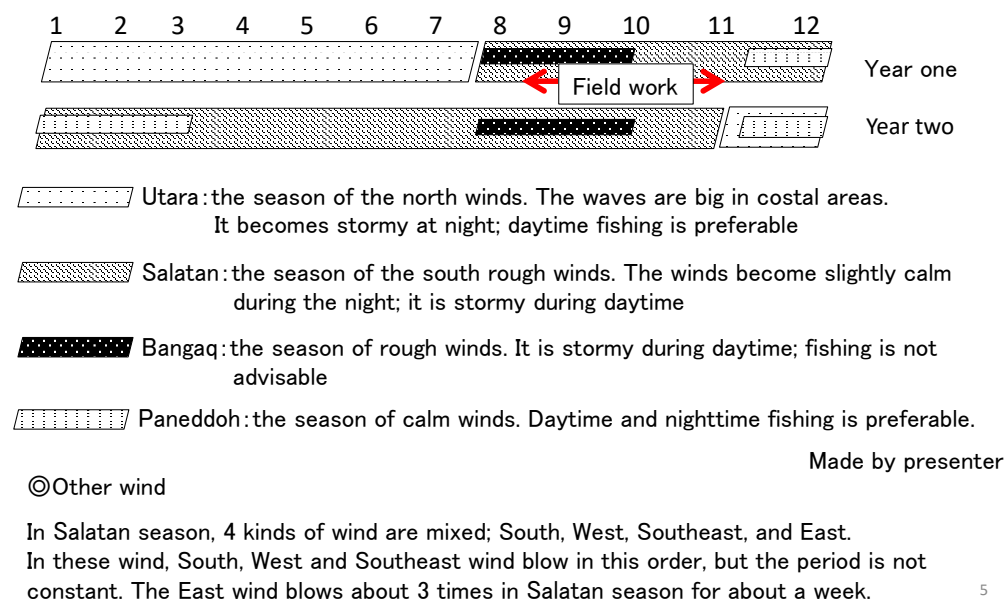 1 2 3 4 5 6 7 8 9 10 11 12
Year one
Field work
Year two
Utara：the season of the north winds. The waves are big in costal areas.
It becomes stormy at night; daytime fishing is preferable
Salatan：the season of the south rough winds. The winds become slightly calm
during the night; it is stormy during daytime
Bangaq：the season of rough winds. It is stormy during daytime; fishing is not
advisable
Paneddoh：the season of calm winds. Daytime and nighttime fishing is preferable.
Made by presenter
◎Other wind
In Salatan season, 4 kinds of wind are mixed; South, West, Southeast, and East.
In these wind, South, West and Southeast wind blow in this order, but the period is not
constant. The East wind blows about 3 times in Salatan season for about a week.
5